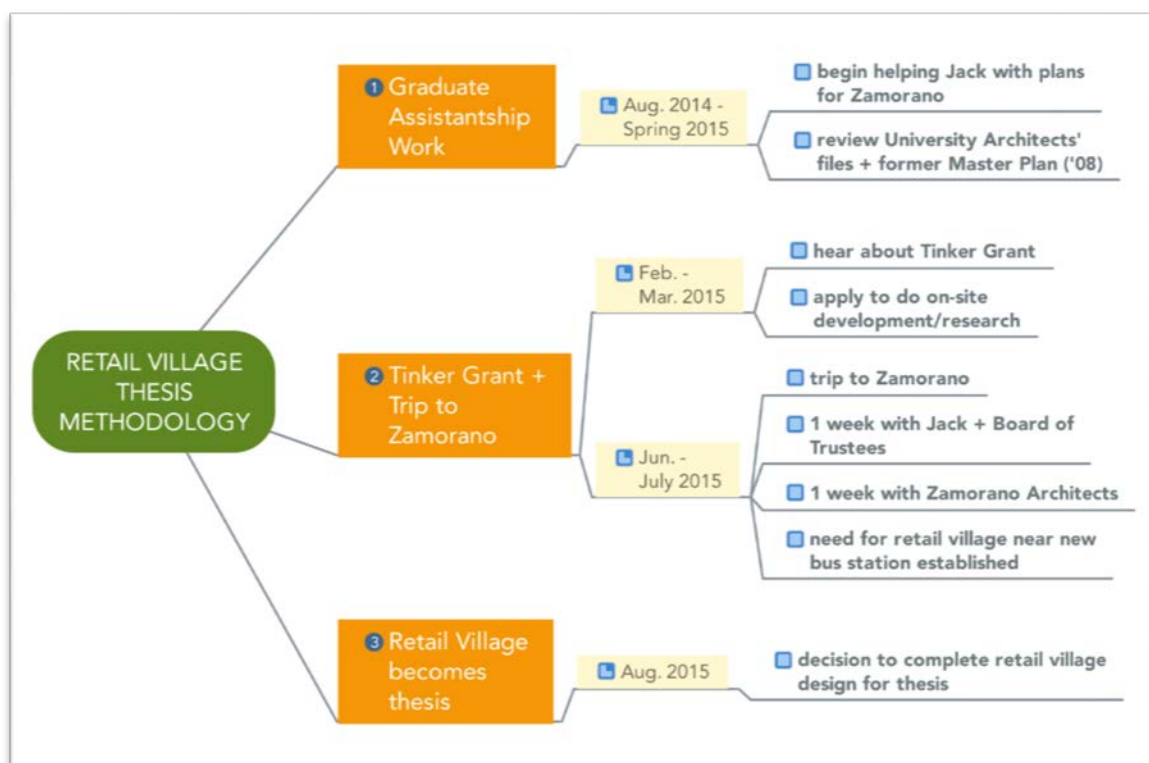 RETAIL VILLAGE
THESIS
METHODOLOGY
1 Graduate
Assistantship
Work
Aug. 2014 -
Spring 2015
begin helping Jack with plans
for Zamorano
review University Architects'
files + former Master Plan ('08)
2 Tinker Grant +
Trip to
Zamorano
Feb. -
Mar. 2015
hear about Tinker Grant
apply to do on-site
development/research
Jun. -
July 2015
trip to Zamorano
1 week with Jack + Board of
Trustees
1 week with Zamorano Architects
need for retail village near new
bus station established
3 Retail Village
becomes
thesis
Aug. 2015
decision to complete retail village
design for thesis